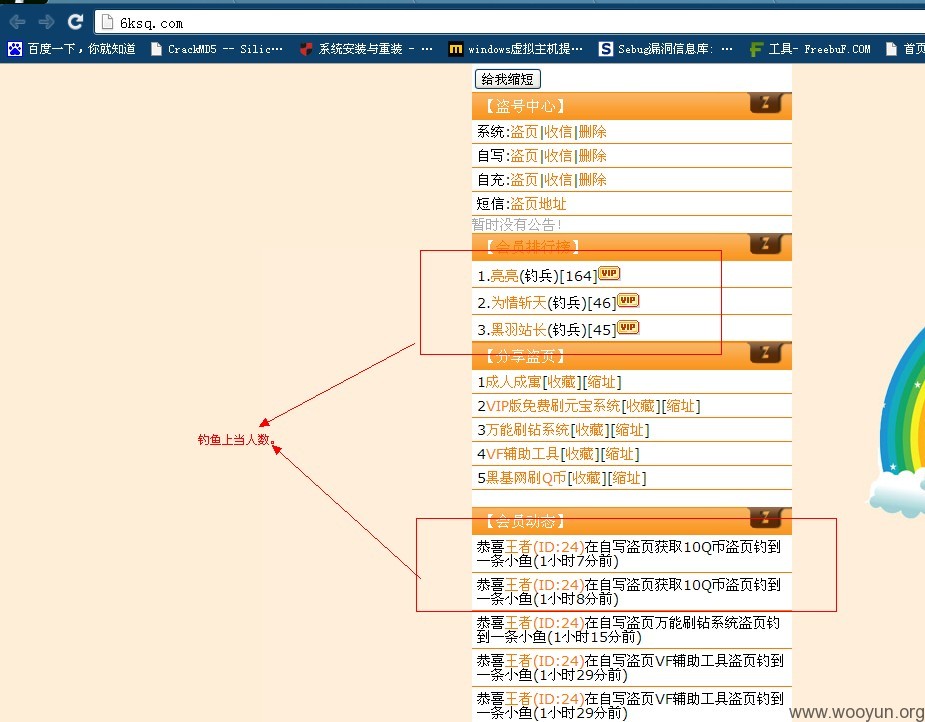 6ksq.com
百度一下，你就知道 CrackMD5 -- Silic… 系统安装与重装 - … windows虚拟主机提… Sebug漏洞信息库: … 工具- FreebuF.COM 首页
给我缩短
【盗号中心】
系统:盗页|收信|删除
自写:盗页|收信|删除
自充:盗页|收信|删除
短信:盗页地址
暂时没有公告!
【会员排行榜】
1.亮亮(钓兵)[164]VIP
2.为情斩天(钓兵)[46]VIP
3.黑羽站长(钓兵)[45]VIP
【分享盗页】
1成人成寓[收藏][缩址]
2VIP版免费刷元宝系统[收藏][缩址]
3万能刷钻系统[收藏][缩址]
4VF辅助工具[收藏][缩址]
5黑基网刷Q币[收藏][缩址]
钓鱼上当人数。
【会员动态】
恭喜王者(ID:24)在自写盗页获取10Q币盗页钓到
一条小鱼(1小时7分前)
恭喜王者(ID:24)在自写盗页获取10Q币盗页钓到
一条小鱼(1小时8分前)
恭喜王者(ID:24)在自写盗页万能刷钻系统盗页钓
到一条小鱼(1小时15分前)
恭喜王者(ID:24)在自写盗页VF辅助工具盗页钓到
一条小鱼(1小时29分前)
恭喜王者(ID:24)在自写盗页VF辅助工具盗页钓到
一条小鱼(1小时29分前)
www.wooyun.org